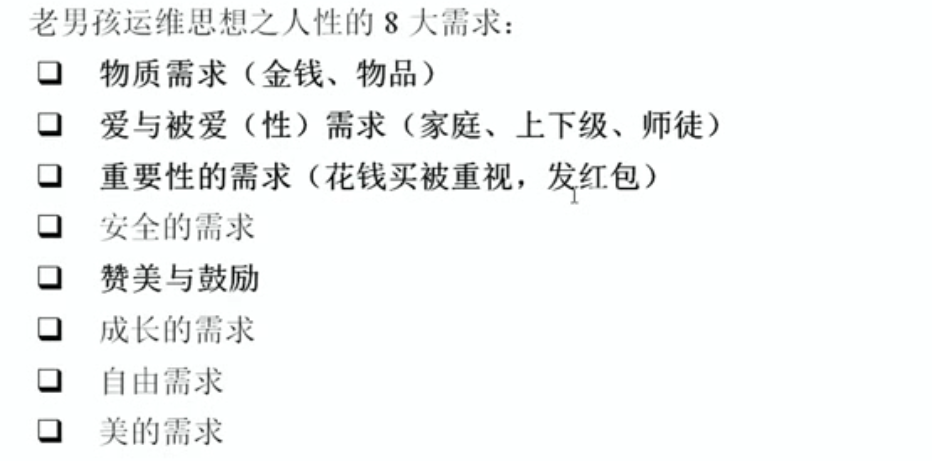 老男孩运维思想之人性的 8 大需求：
❑ 物质需求（金钱、物品）
❑ 爱与被爱（性）需求（家庭、上下级、师徒）
❑ 重要性的需求（花钱买被重视，发红包）
❑ 安全的需求
❑ 赞美与鼓励
❑ 成长的需求
❑ 自由需求
❑ 美的需求